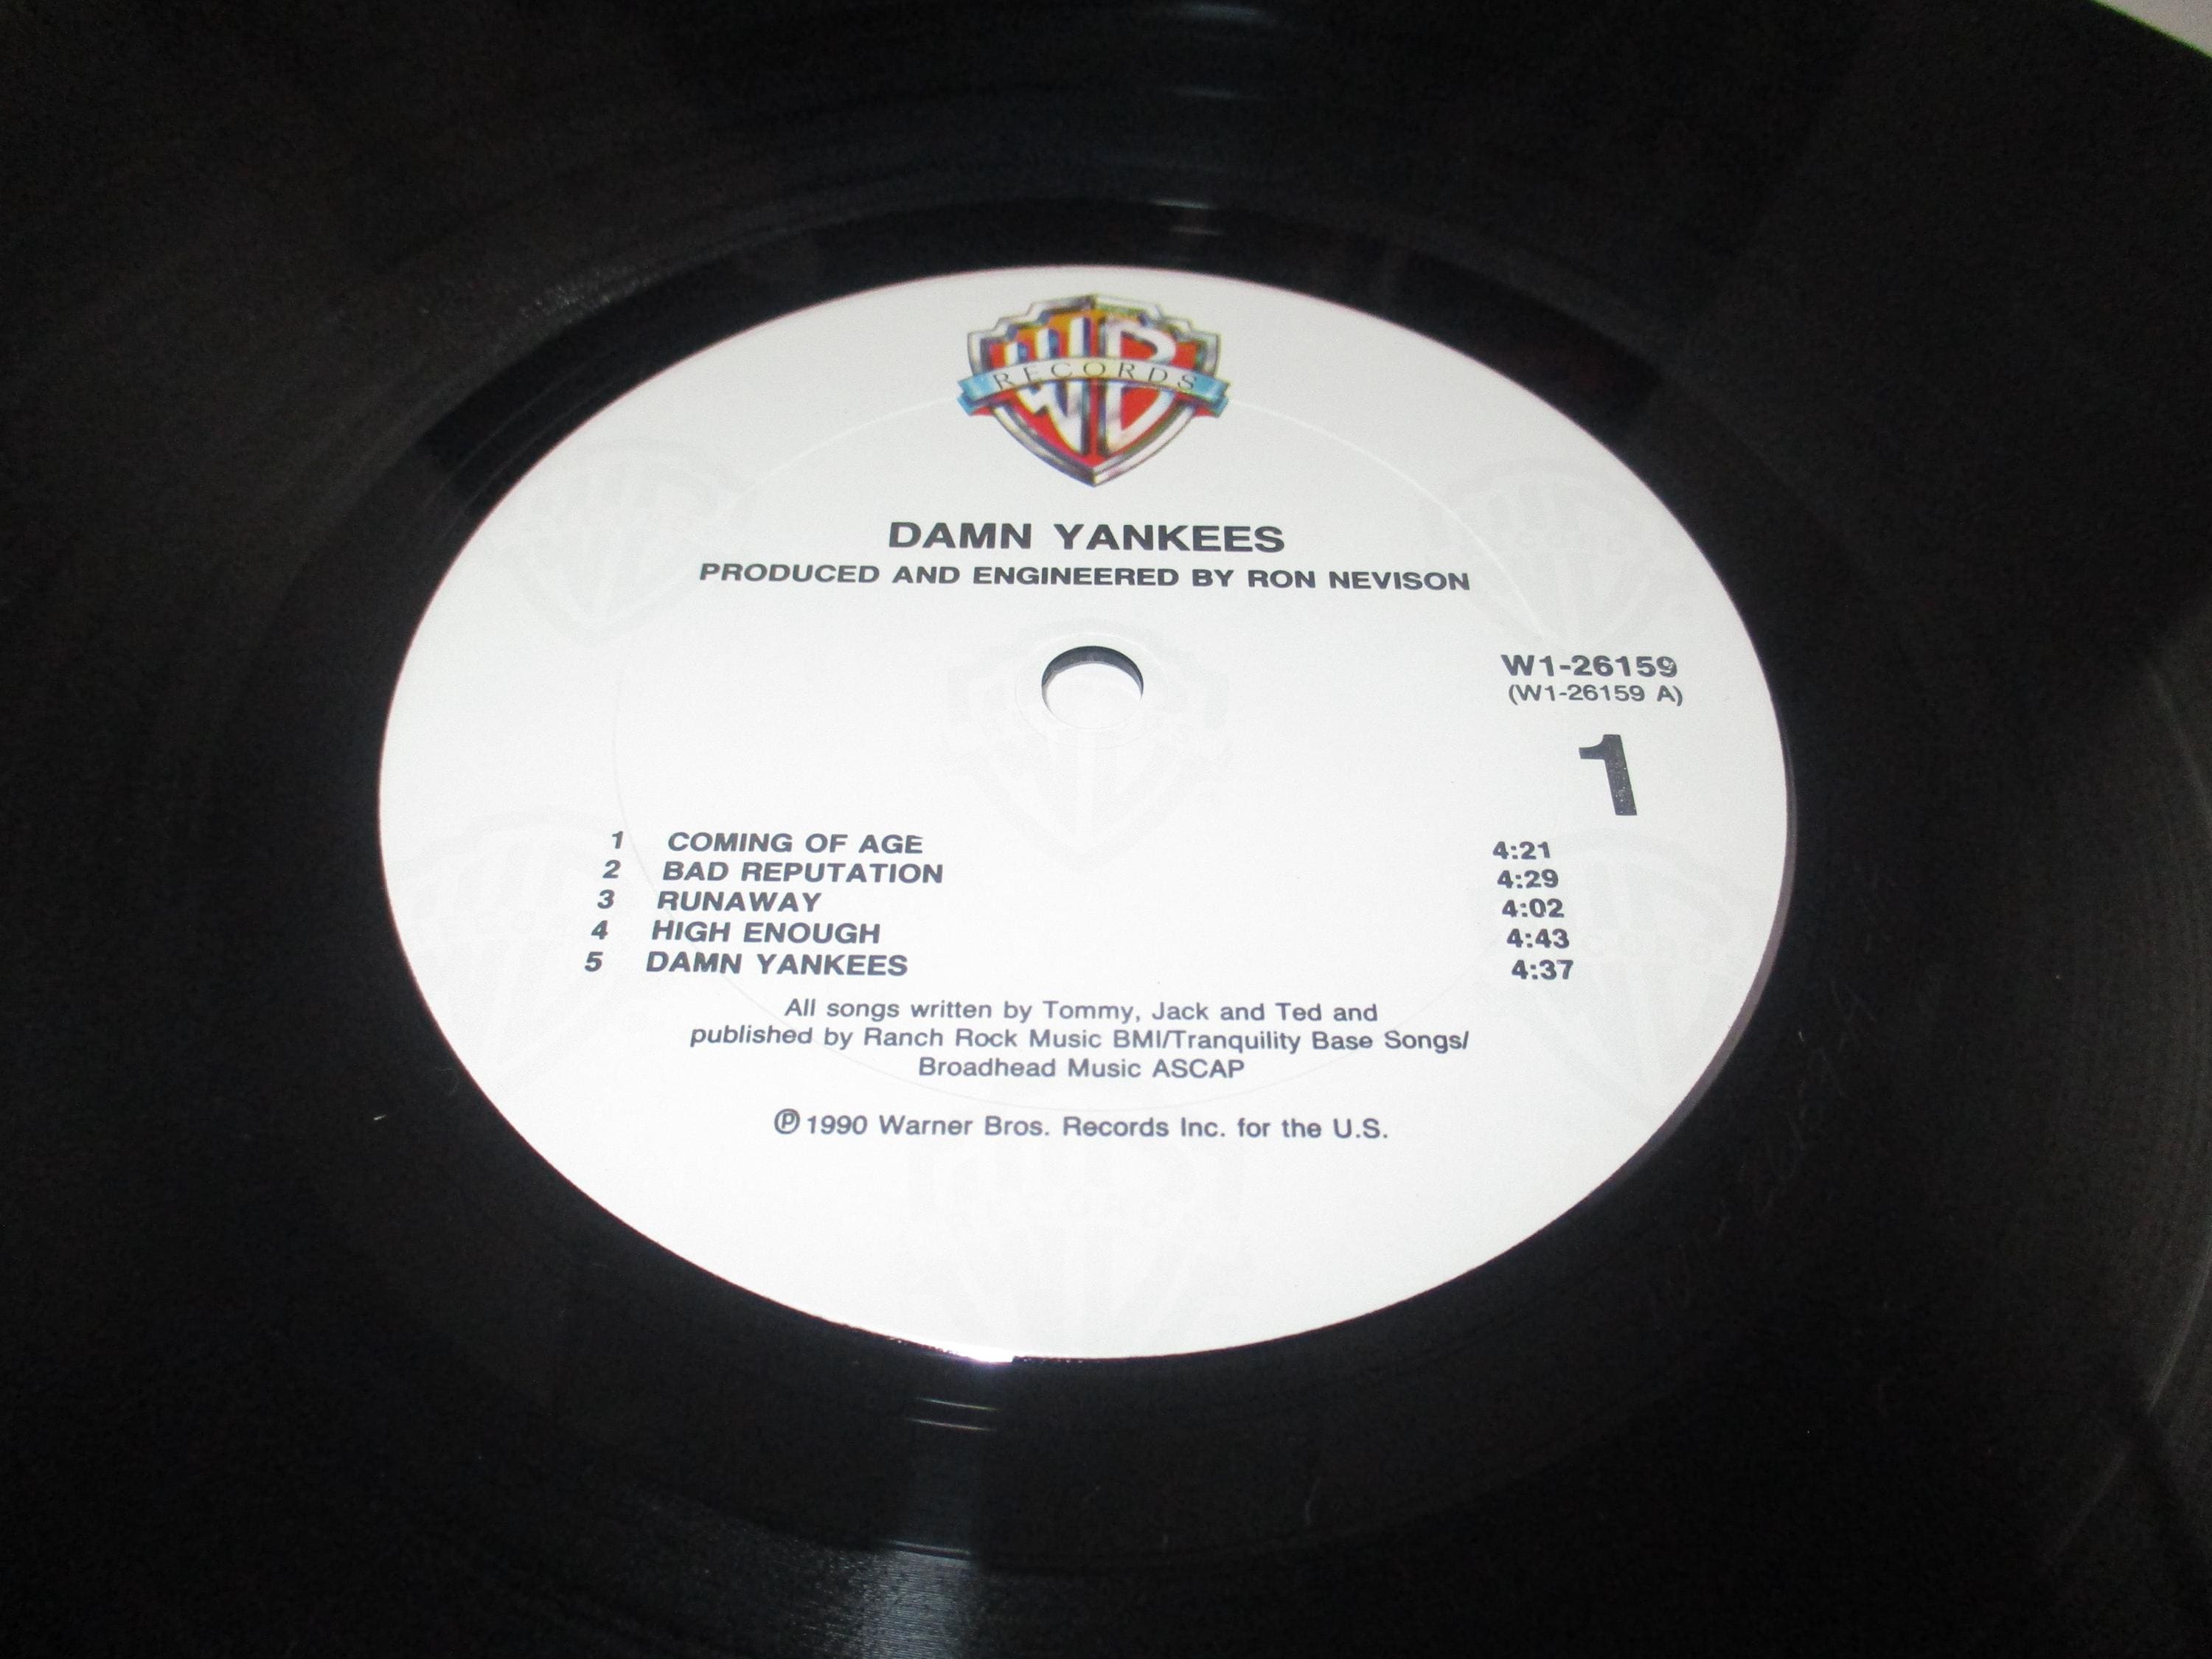 WB
RECORDS
DAMN YANKEES
PRODUCED AND ENGINEERED BY RON NEVISON
W1-26159
(W1-26159 A)
1
1 COMING OF AGE 4:21
2 BAD REPUTATION 4:29
3 RUNAWAY 4:02
4 HIGH ENOUGH 4:43
5 DAMN YANKEES 4:37
All songs written by Tommy, Jack and Ted and
published by Ranch Rock Music BMI/Tranquility Base Songs/
Broadhead Music ASCAP
℗ 1990 Warner Bros. Records Inc. for the U.S.